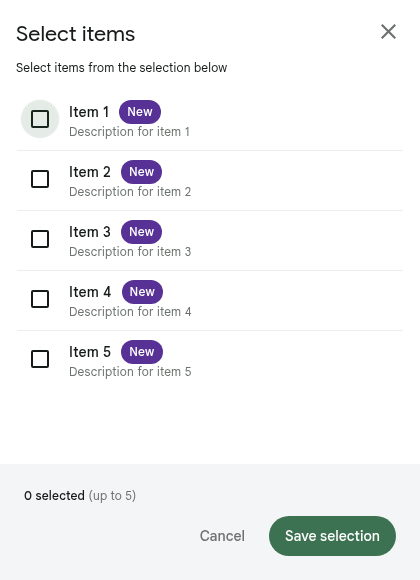 Select items
Select items from the selection below
Item 1 New
Description for item 1
Item 2 New
Description for item 2
Item 3 New
Description for item 3
Item 4 New
Description for item 4
Item 5 New
Description for item 5
0 selected (up to 5)
Cancel Save selection